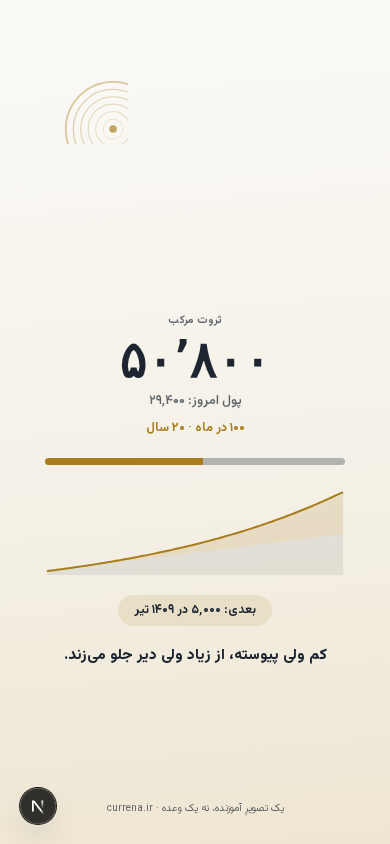 ثروت مرکب
۵۰٬۸۰۰
پول امروز: ۲۹,۴۰۰
۱۰۰ در ماه · ۲۰ سال
بعدی: ۵,۰۰۰ در ۱۴۰۹ تیر
کم ولی پیوسته، از زیاد ولی دیر جلو می‌زند.
یک تصویر آموزنده، نه یک وعده · currena.ir
N